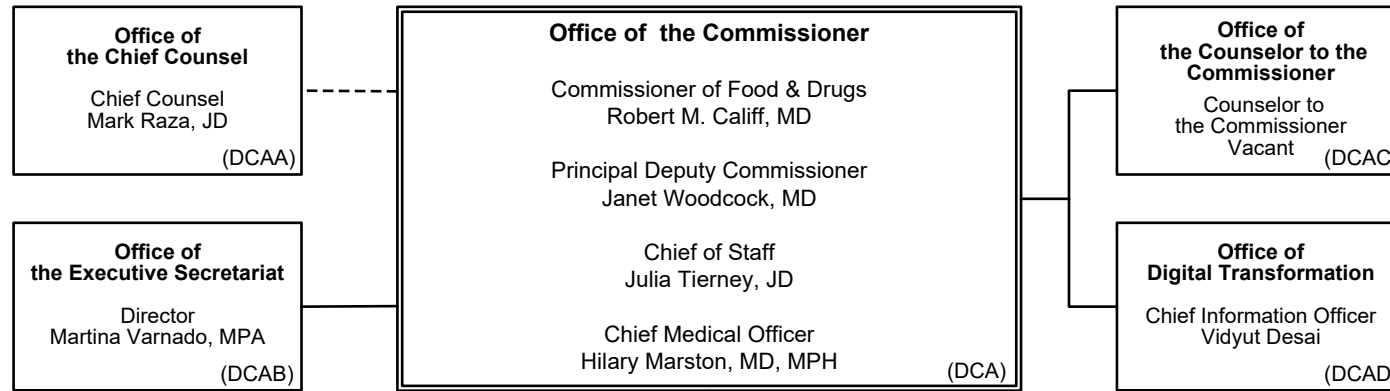 Office of
the Chief Counsel
Chief Counsel
Mark Raza, JD
(DCAA)
Office of
the Executive Secretariat
Director
Martina Varnado, MPA
(DCAB)
Office of the Commissioner
Commissioner of Food & Drugs
Robert M. Califf, MD
Principal Deputy Commissioner
Janet Woodcock, MD
Chief of Staff
Julia Tierney, JD
Chief Medical Officer
Hilary Marston, MD, MPH
(DCA)
Office of
the Counselor to the
Commissioner
Counselor to
the Commissioner
Vacant
(DCAC
Office of
Digital Transformation
Chief Information Officer
Vidyut Desai
(DCAD